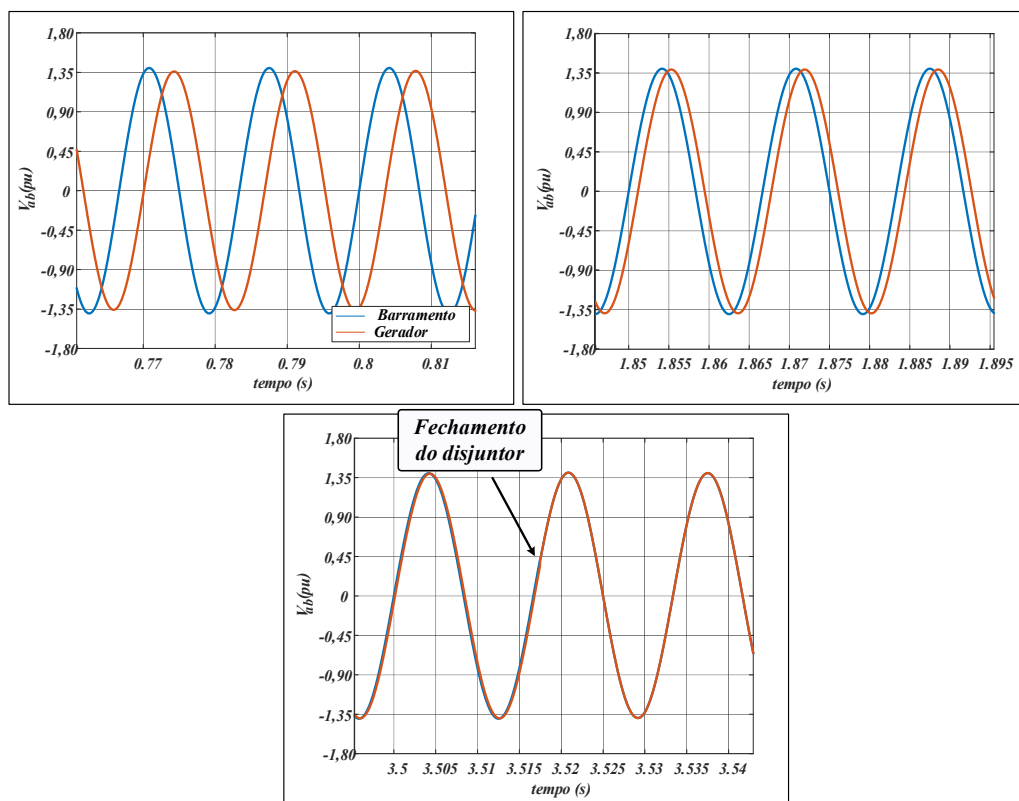 1,80
1,35
0,90
0,45
0
-0,45
-0,90
-1,35
-1,80
V_ab(pu)
0.77 0.78 0.79 0.8 0.81
tempo (s)
Barramento
Gerador
1,80
1,35
0,90
0,45
0
-0,45
-0,90
-1,35
-1,80
V_ab(pu)
1.85 1.855 1.86 1.865 1.87 1.875 1.88 1.885 1.89 1.895
tempo (s)
Fechamento
do disjuntor
1,80
1,35
0,90
0,45
0
-0,45
-0,90
-1,35
-1,80
V_ab(pu)
3.5 3.505 3.51 3.515 3.52 3.525 3.53 3.535 3.54
tempo (s)